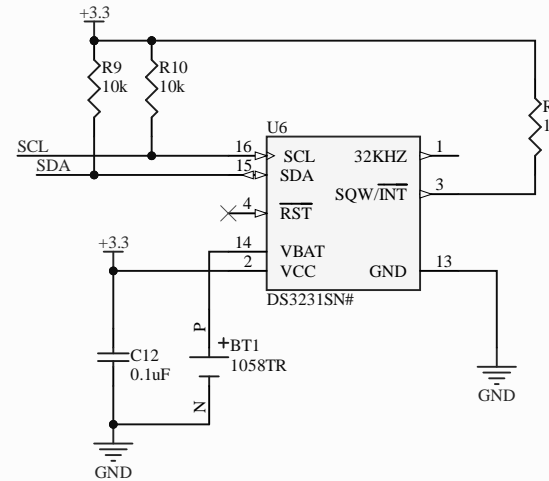 +3.3
R9
10k
R10
10k
R
1
U6
SCL
16
SCL
32KHZ
1
SDA
15
SDA
SQW/INT
3
4
RST
14
VBAT
+3.3
2
VCC
GND
13
DS3231SN#
P
+
BT1
1058TR
C12
0.1uF
N
GND
GND